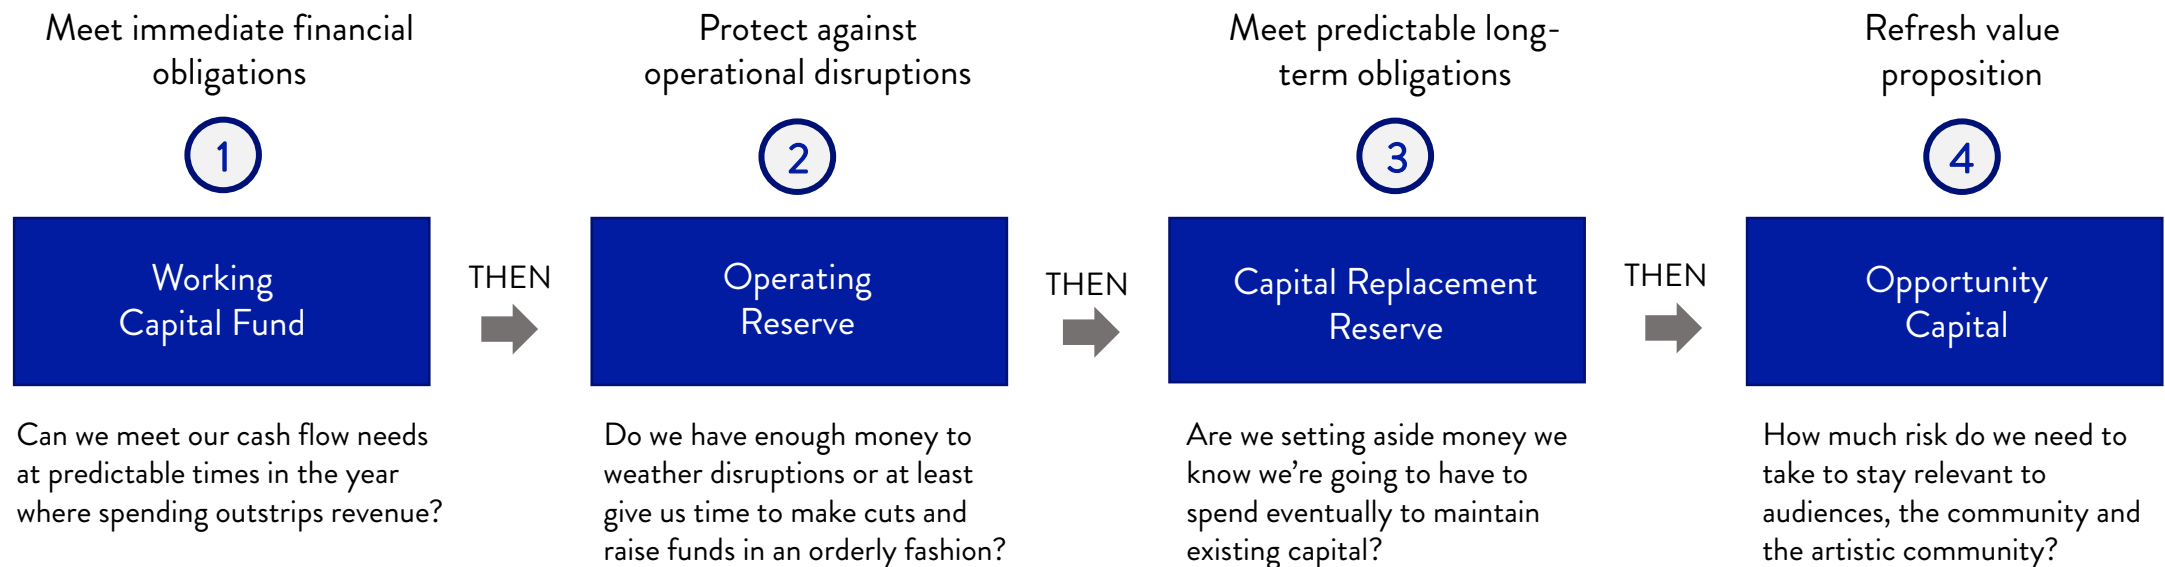 Meet immediate financial
obligations
1
Working
Capital Fund
Can we meet our cash flow needs
at predictable times in the year
where spending outstrips revenue?
THEN
Protect against
operational disruptions
2
Operating
Reserve
Do we have enough money to
weather disruptions or at least
give us time to make cuts and
raise funds in an orderly fashion?
THEN
Meet predictable long-
term obligations
3
Capital Replacement
Reserve
Are we setting aside money we
know we're going to have to
spend eventually to maintain
existing capital?
THEN
Refresh value
proposition
4
Opportunity
Capital
How much risk do we need to
take to stay relevant to
audiences, the community and
the artistic community?